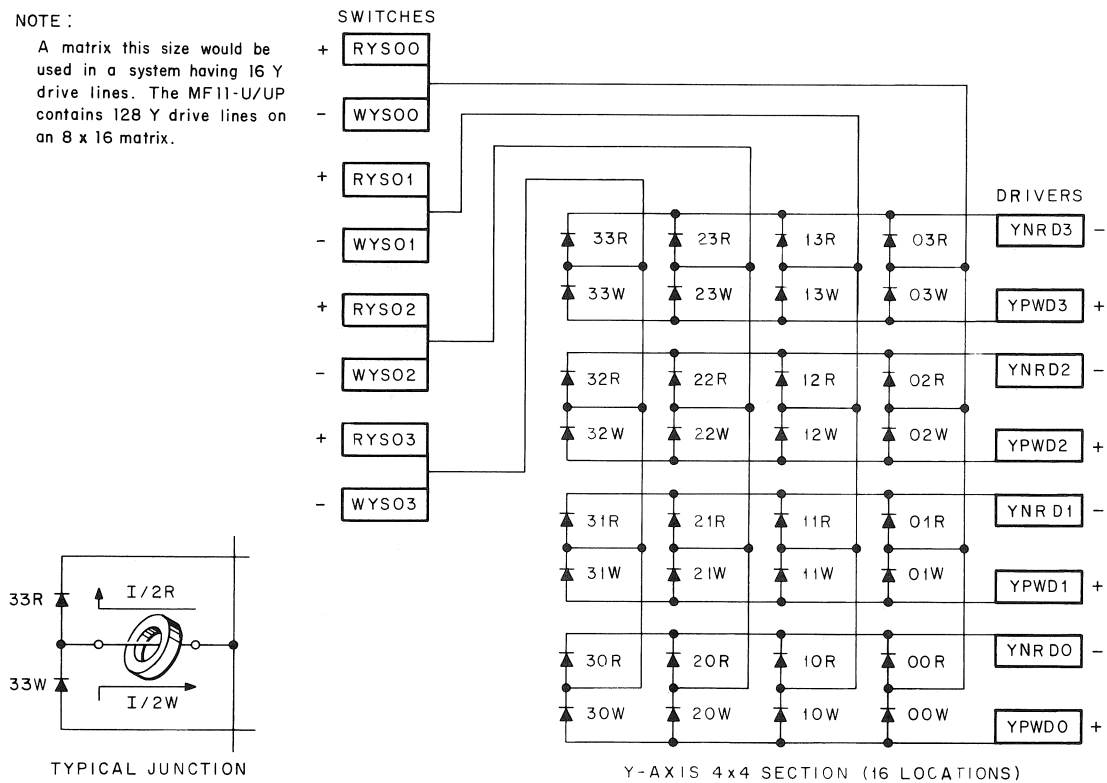 NOTE:
A matrix this size would be
used in a system having 16 Y
drive lines. The MF11-U/UP
contains 128 Y drive lines on
an 8 x 16 matrix.
SWITCHES
+ RYS00
- WYS00
+ RYS01
- WYS01
+ RYS02
- WYS02
+ RYS03
- WYS03
DRIVERS
33R 23R 13R 03R YNRD3 -
33W 23W 13W 03W YPWD3 +
32R 22R 12R 02R YNRD2 -
32W 22W 12W 02W YPWD2 +
31R 21R 11R 01R YNRD1 -
31W 21W 11W 01W YPWD1 +
30R 20R 10R 00R YNRD0 -
30W 20W 10W 00W YPWD0 +
Y-AXIS 4x4 SECTION (16 LOCATIONS)
33R I/2R
33W I/2W
TYPICAL JUNCTION